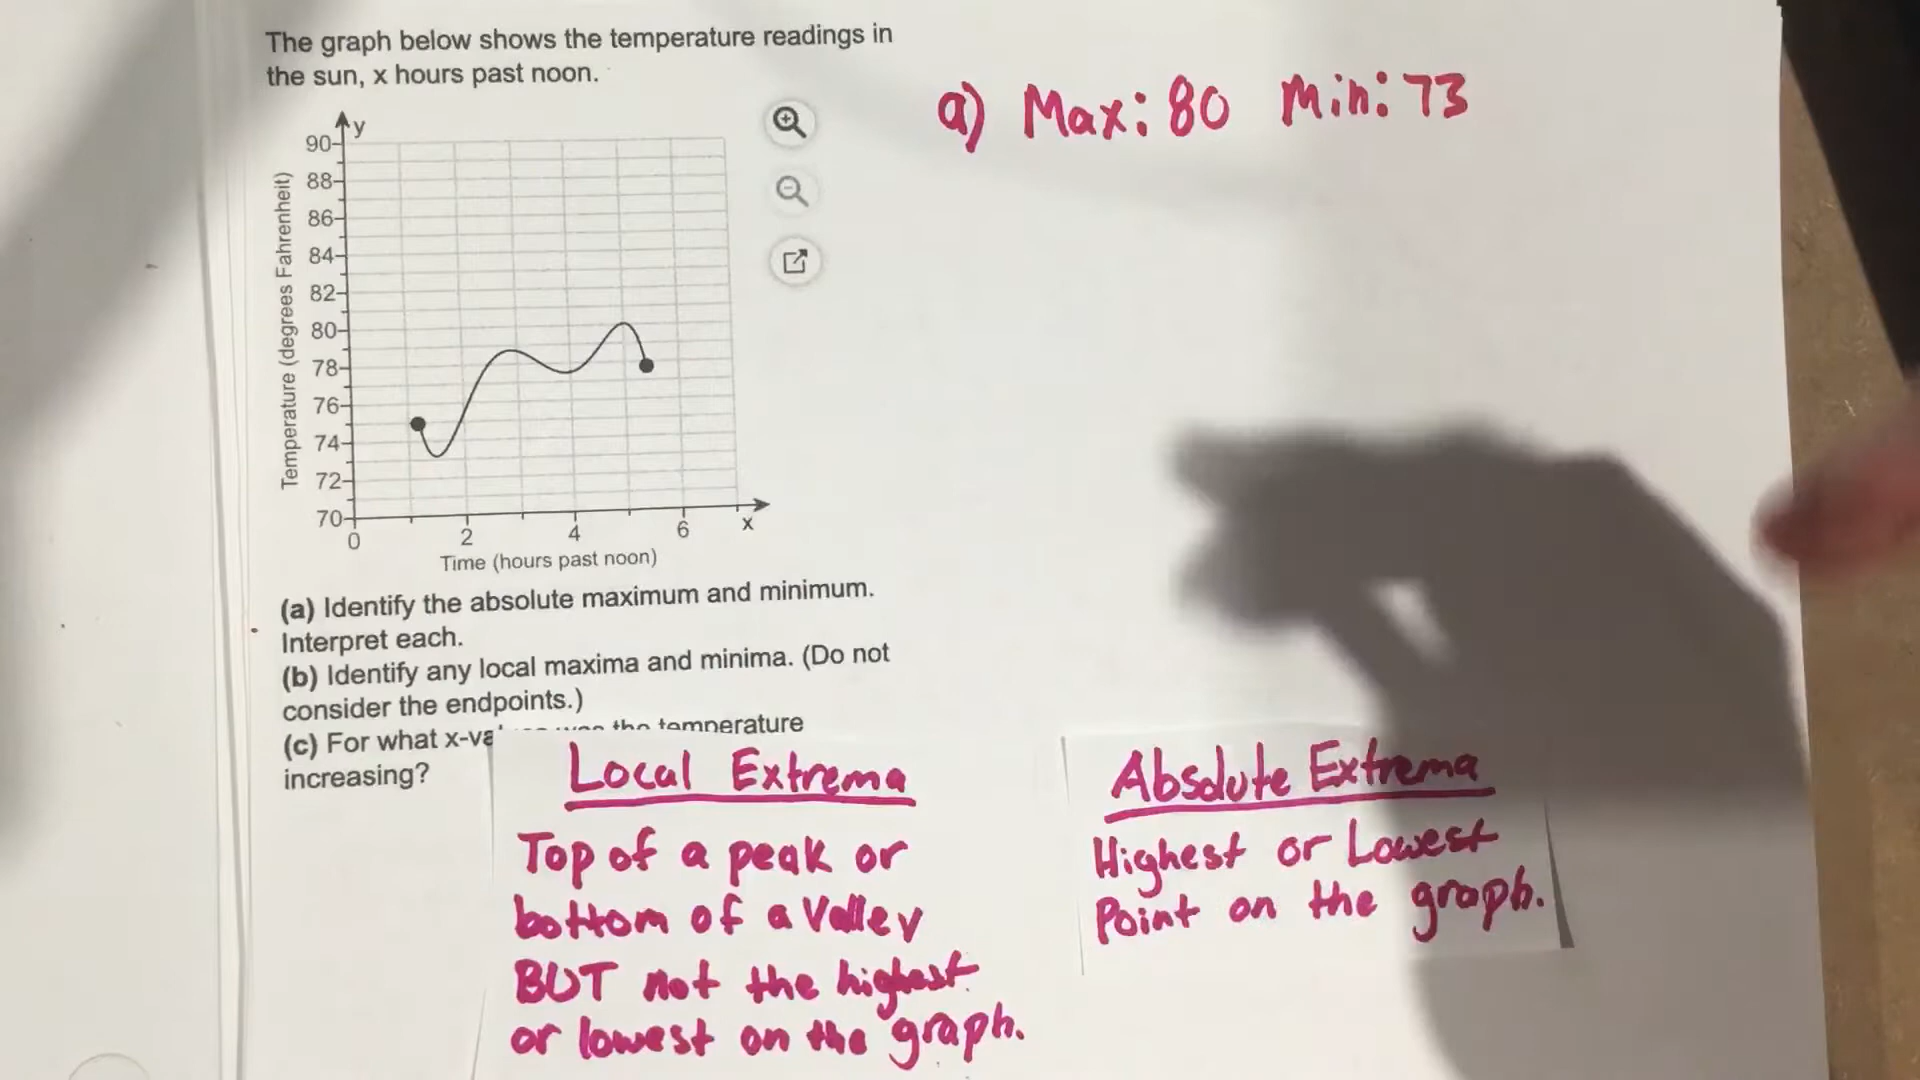 The graph below shows the temperature readings in
the sun, x hours past noon.
a) Max: 80 Min: 73
y
90
88
86
84
82
80
78
76
74
72
70
Temperature (degrees Fahrenheit)
0 2 4 6 x
Time (hours past noon)
(a) Identify the absolute maximum and minimum.
Interpret each.
(b) Identify any local maxima and minima. (Do not
consider the endpoints.)
(c) For what x-va the temperature
increasing?
Local Extrema
Top of a peak or
bottom of a Valley
BUT not the highest
or lowest on the graph.
Absolute Extrema
Highest or Lowest
Point on the graph.